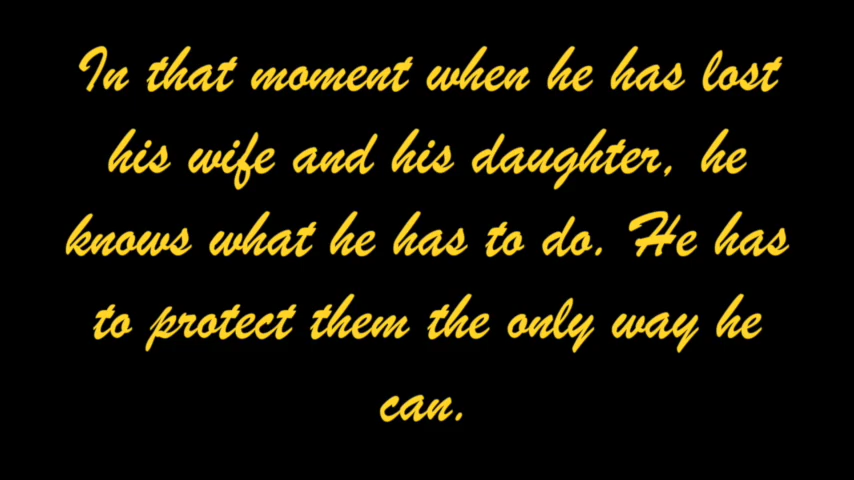 In that moment when he has lost
his wife and his daughter, he
knows what he has to do. He has
to protect them the only way he
can.